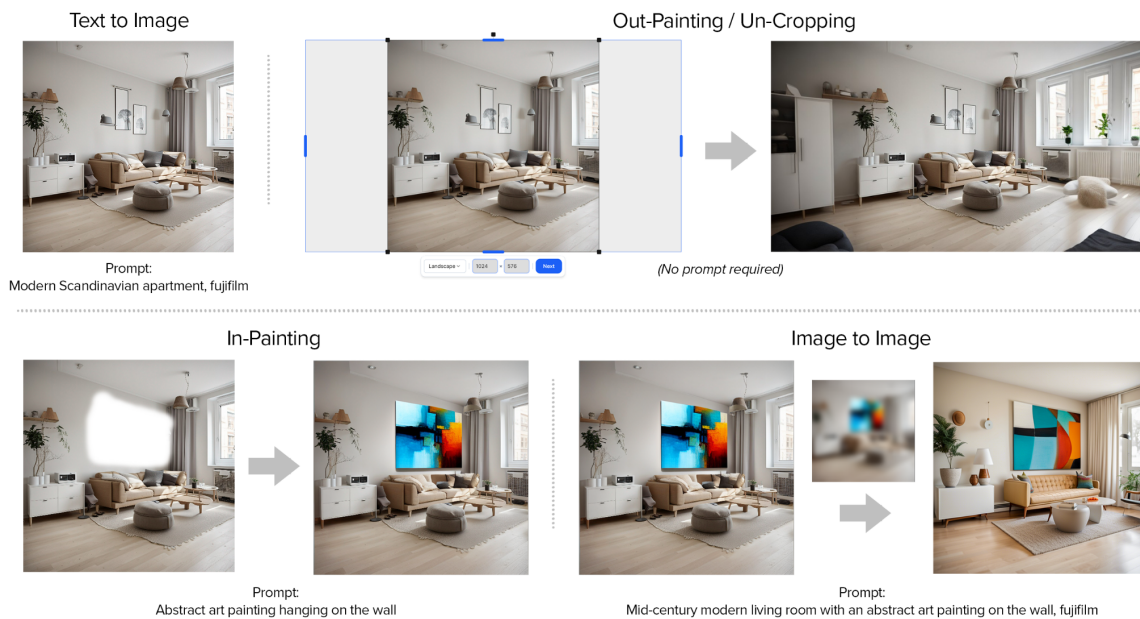 Text to Image
Out-Painting / Un-Cropping
Landscape
1024
576
Next
Prompt:
Modern Scandinavian apartment, fujifilm
(No prompt required)
In-Painting
Image to Image
Prompt:
Abstract art painting hanging on the wall
Prompt:
Mid-century modern living room with an abstract art painting on the wall, fujifilm